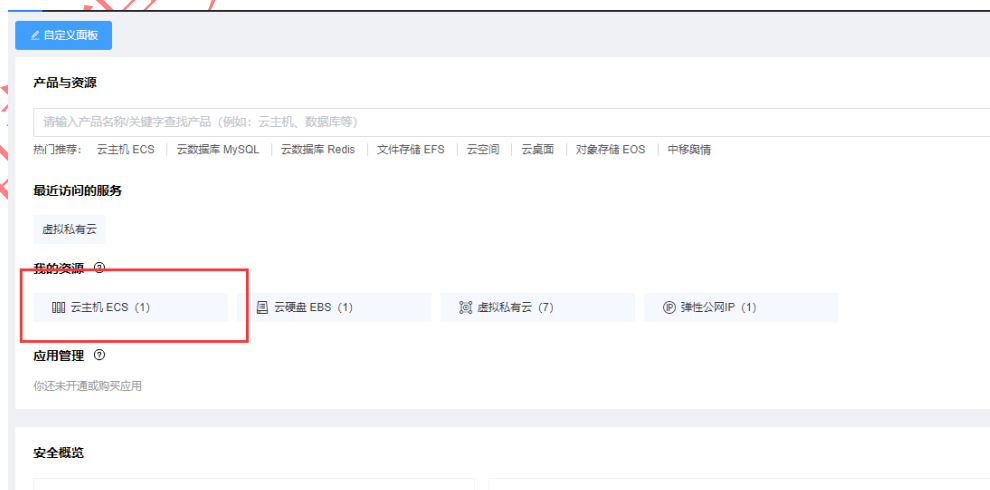 自定义面板
产品与资源
请输入产品名称/关键字查找产品（例如：云主机、数据库等）
热门推荐： 云主机 ECS 云数据库 MySQL 云数据库 Redis 文件存储 EFS 云空间 云桌面 对象存储 EOS 中移舆情
最近访问的服务
虚拟私有云
我的资源
云主机 ECS（1） 云硬盘 EBS（1） 虚拟私有云（7） 弹性公网IP（1）
应用管理
你还未开通或购买应用
安全概览